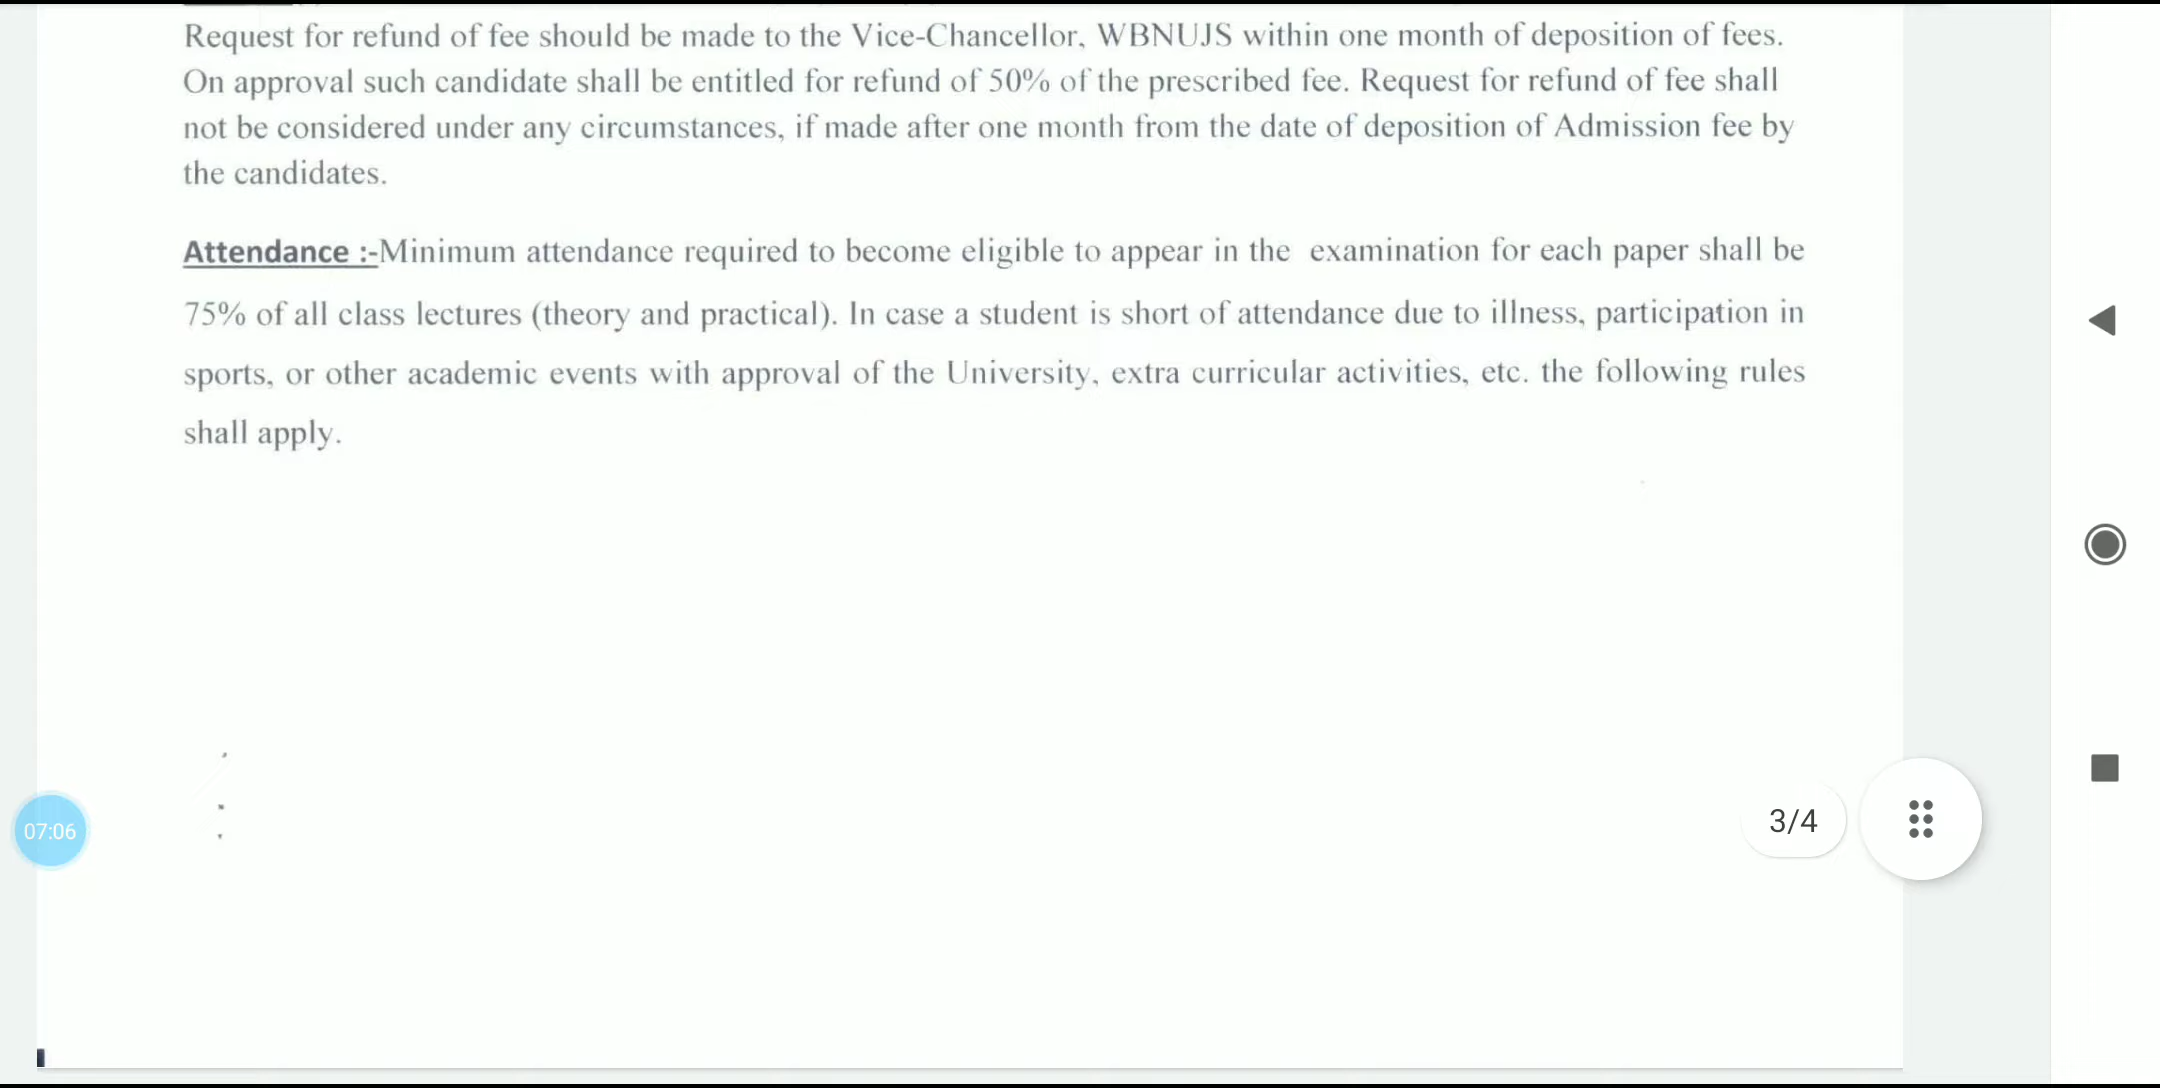 Request for refund of fee should be made to the Vice-Chancellor, WBNUJS within one month of deposition of fees.
On approval such candidate shall be entitled for refund of 50% of the prescribed fee. Request for refund of fee shall
not be considered under any circumstances, if made after one month from the date of deposition of Admission fee by
the candidates.
Attendance :-Minimum attendance required to become eligible to appear in the examination for each paper shall be
75% of all class lectures (theory and practical). In case a student is short of attendance due to illness, participation in
sports, or other academic events with approval of the University, extra curricular activities, etc. the following rules
shall apply.
07:06
3/4